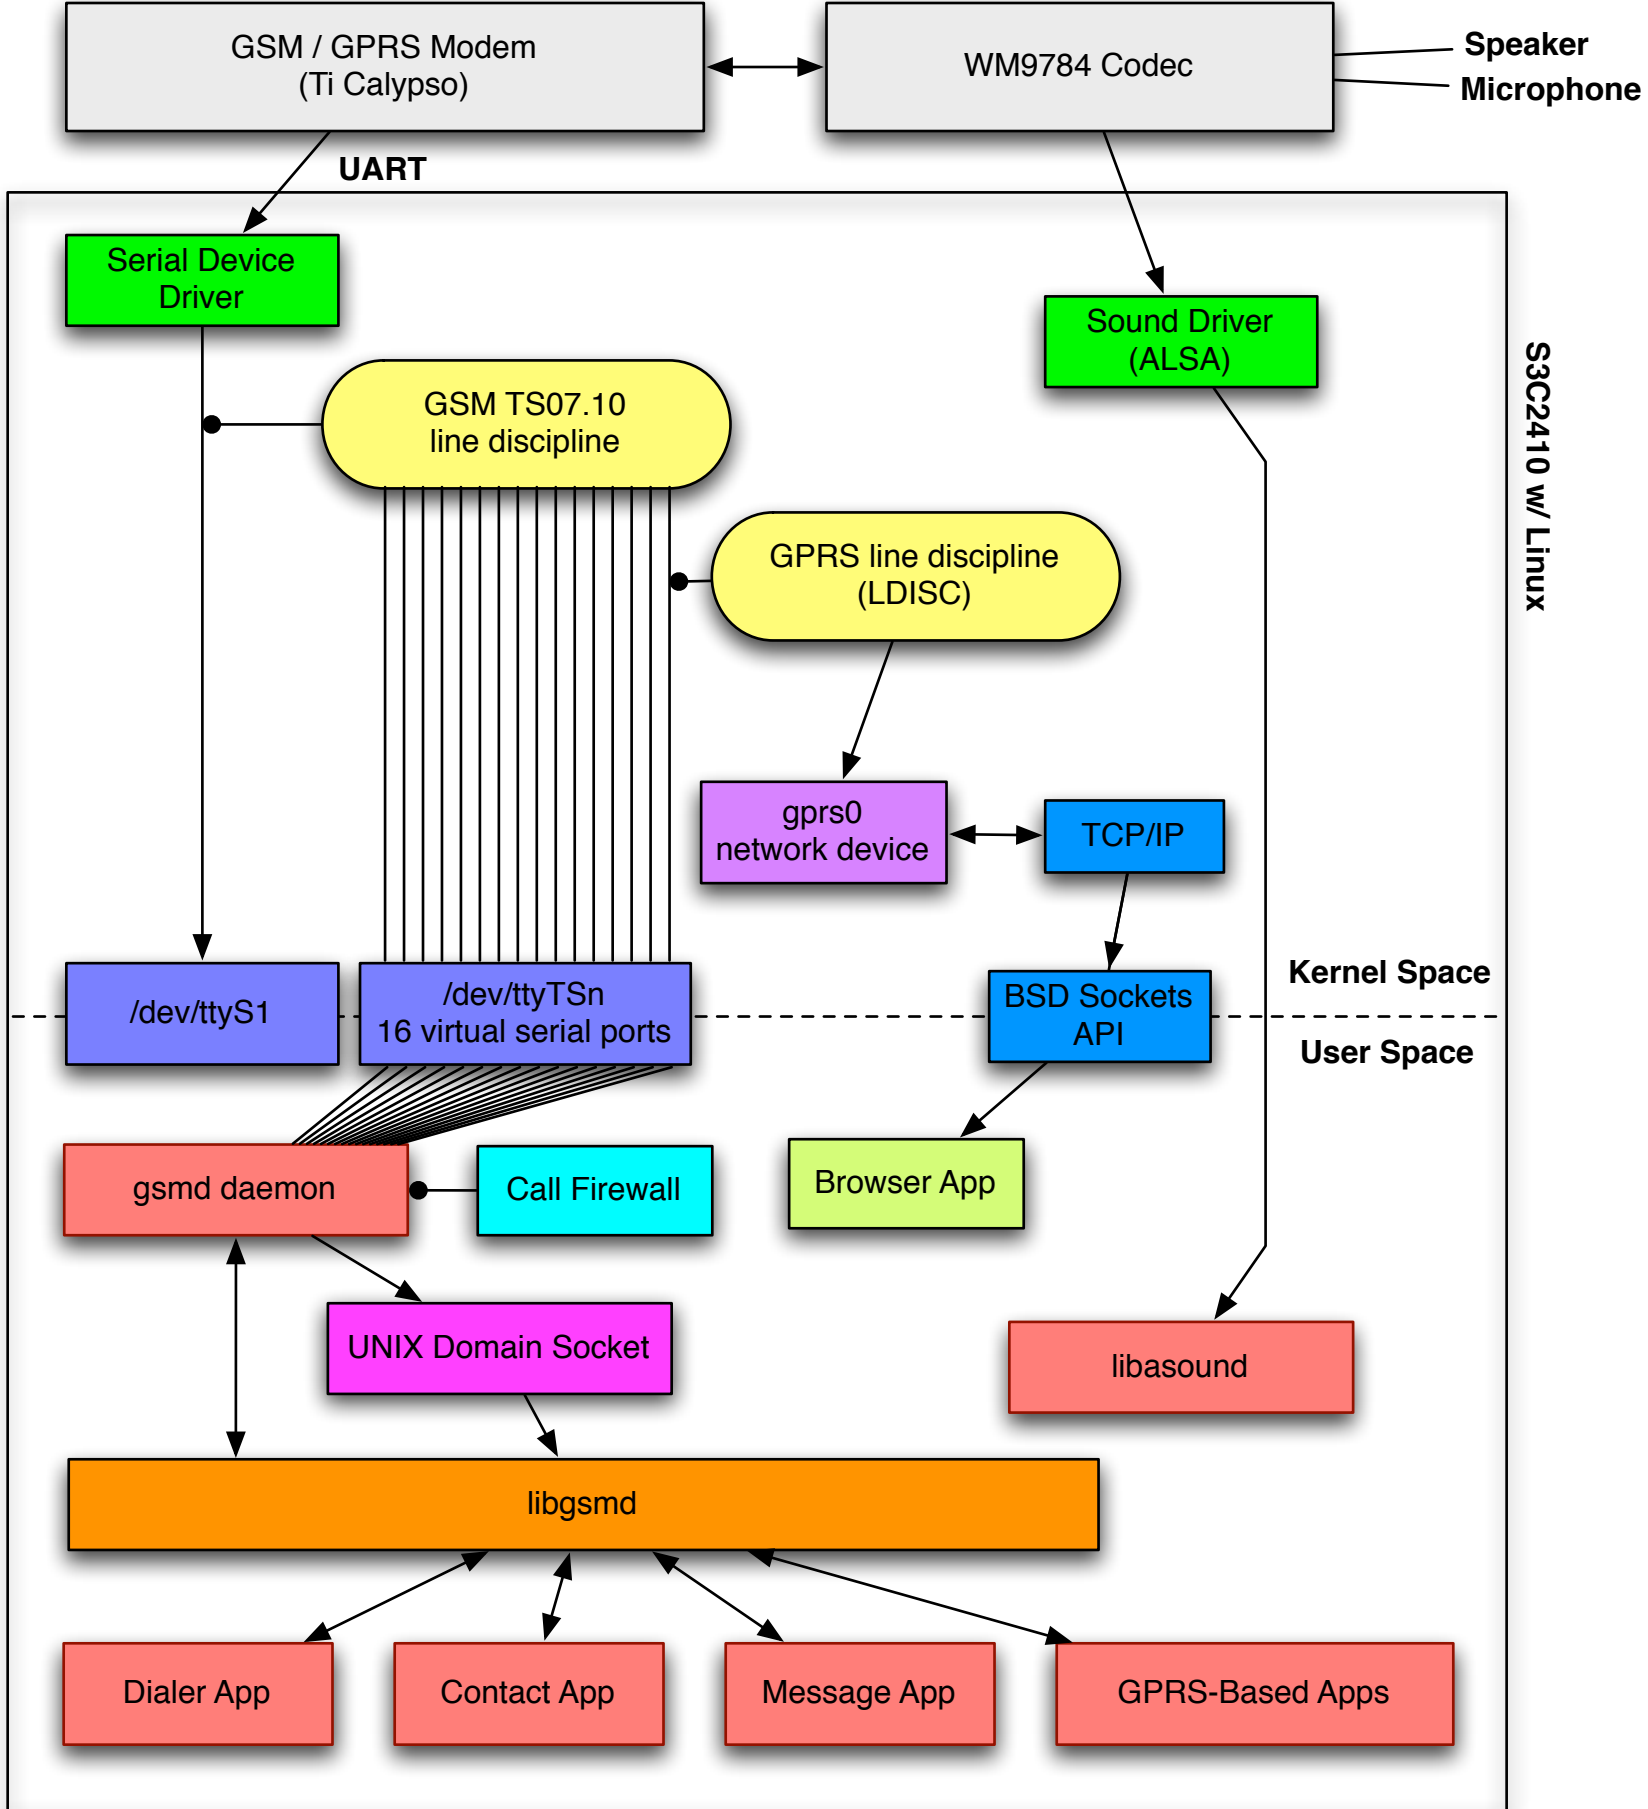 GSM / GPRS Modem
(Ti Calypso)
WM9784 Codec
Speaker
Microphone
UART
Serial Device
Driver
Sound Driver
(ALSA)
S3C2410 w/ Linux
GSM TS07.10
line discipline
GPRS line discipline
(LDISC)
gprs0
network device
TCP/IP
/dev/ttyS1
/dev/ttyTSn
16 virtual serial ports
BSD Sockets
API
Kernel Space
User Space
gsmd daemon
Call Firewall
Browser App
UNIX Domain Socket
libasound
libgsmd
Dialer App
Contact App
Message App
GPRS-Based Apps